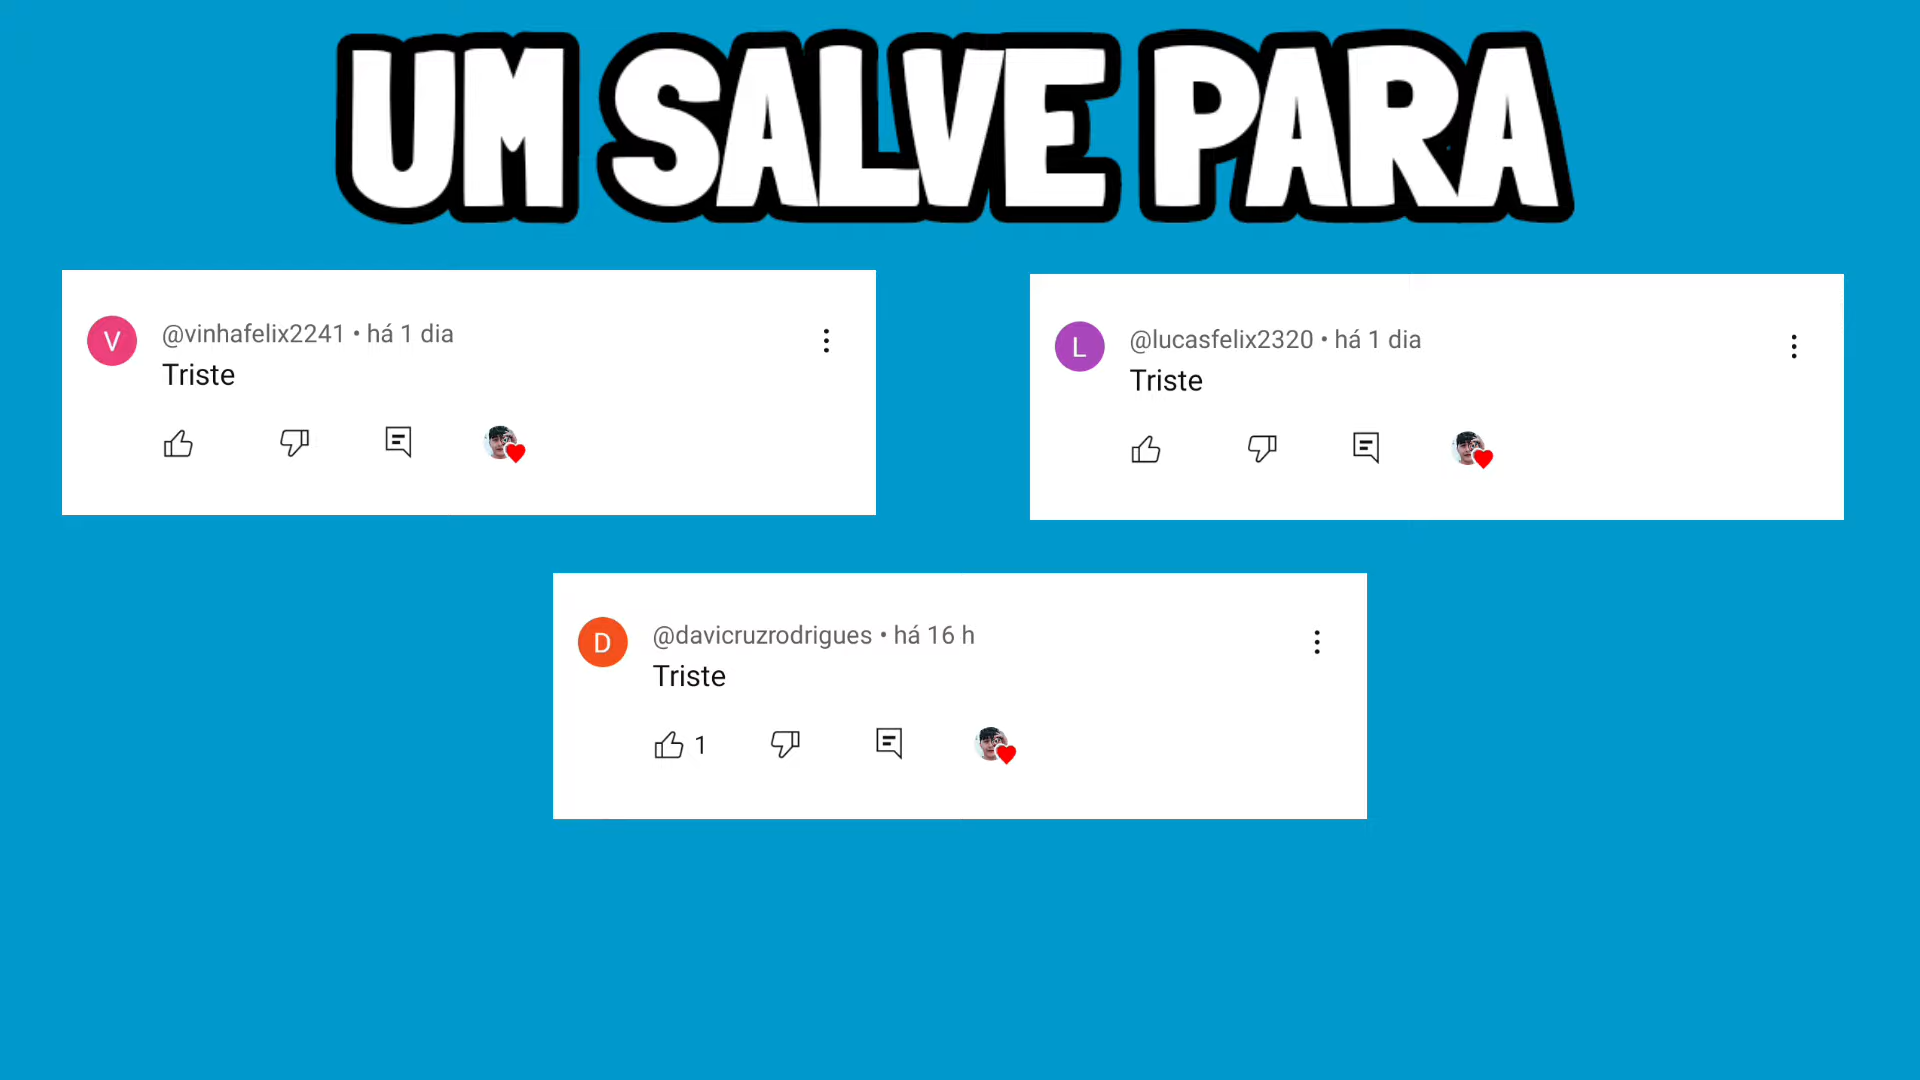 UM SALVE PARA
V
@vinhafelix2241 • há 1 dia
Triste
L
@lucasfelix2320 • há 1 dia
Triste
D
@davicruzrodrigues • há 16 h
Triste
1